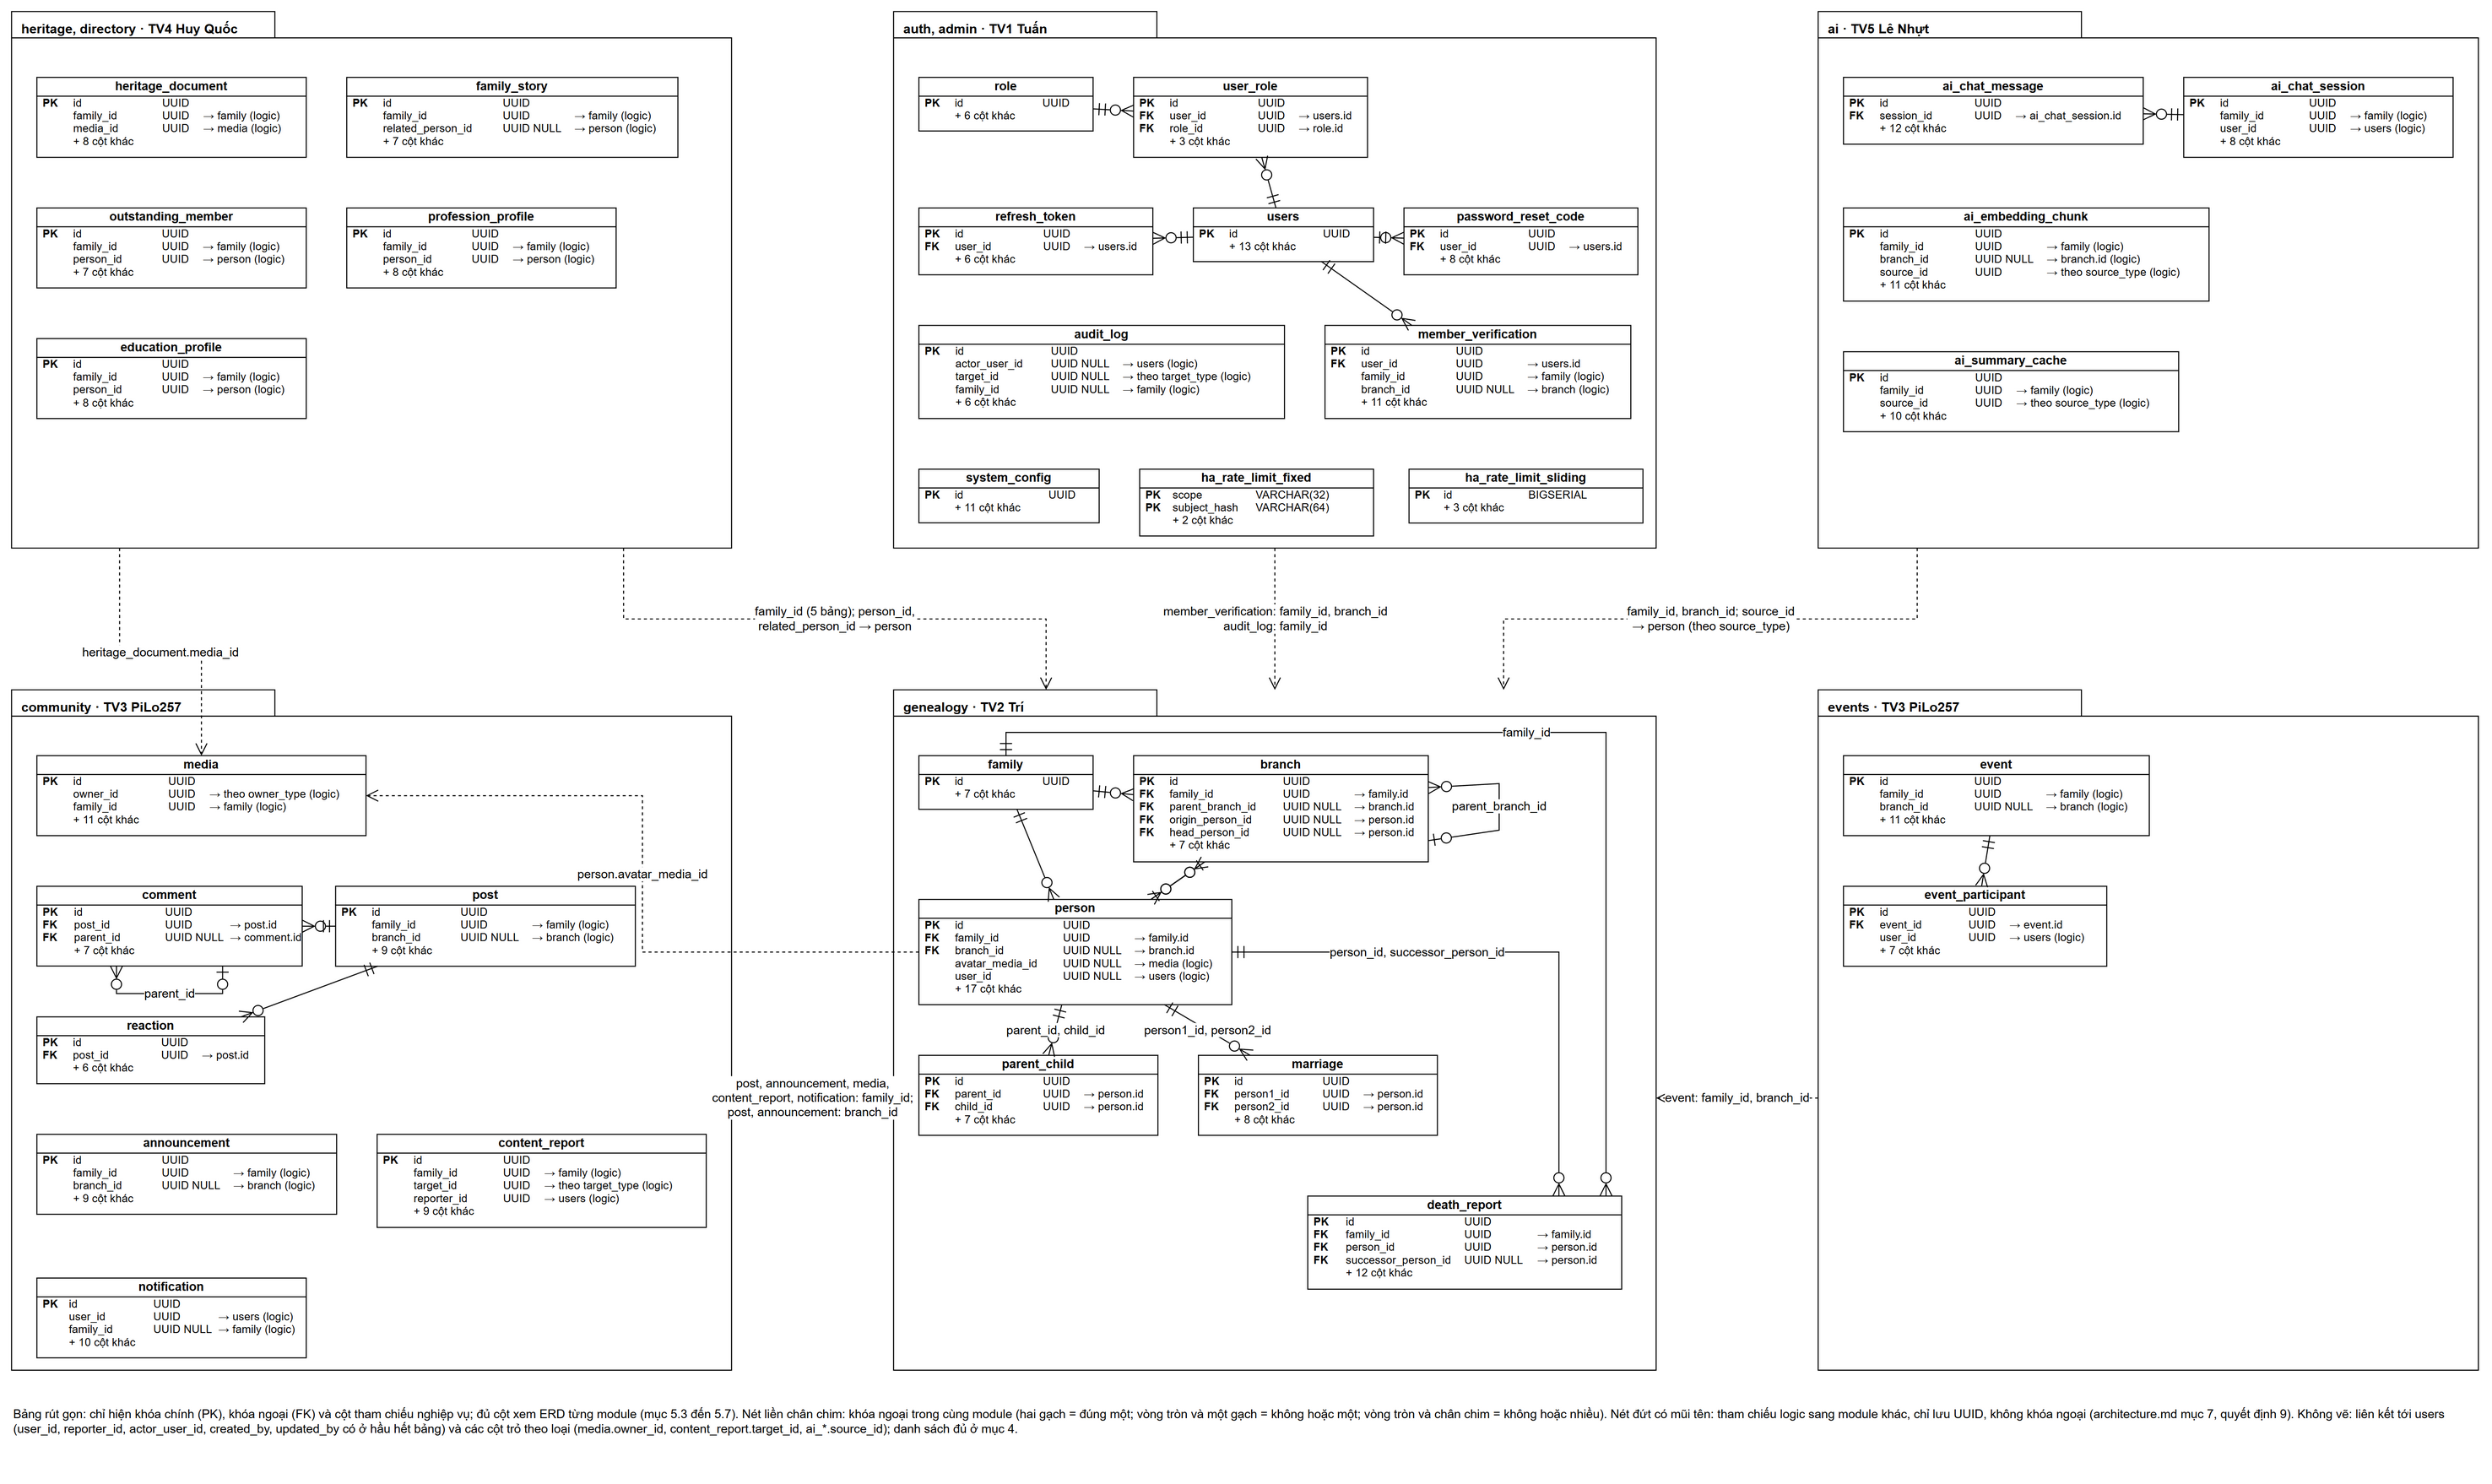 heritage, directory · TV4 Huy Quốc
heritage_document
PK id UUID
family_id UUID → family (logic)
media_id UUID → media (logic)
+ 8 cột khác
family_story
PK id UUID
family_id UUID → family (logic)
related_person_id UUID NULL → person (logic)
+ 7 cột khác
outstanding_member
PK id UUID
family_id UUID → family (logic)
person_id UUID → person (logic)
+ 7 cột khác
profession_profile
PK id UUID
family_id UUID → family (logic)
person_id UUID → person (logic)
+ 8 cột khác
education_profile
PK id UUID
family_id UUID → family (logic)
person_id UUID → person (logic)
+ 8 cột khác
auth, admin · TV1 Tuấn
role
PK id UUID
+ 6 cột khác
user_role
PK id UUID
FK user_id UUID → users.id
FK role_id UUID → role.id
+ 3 cột khác
refresh_token
PK id UUID
FK user_id UUID → users.id
+ 6 cột khác
users
PK id UUID
+ 13 cột khác
password_reset_code
PK id UUID
FK user_id UUID → users.id
+ 8 cột khác
audit_log
PK id UUID
actor_user_id UUID NULL → users (logic)
target_id UUID NULL → theo target_type (logic)
family_id UUID NULL → family (logic)
+ 6 cột khác
member_verification
PK id UUID
FK user_id UUID → users.id
family_id UUID → family (logic)
branch_id UUID NULL → branch (logic)
+ 11 cột khác
system_config
PK id UUID
+ 11 cột khác
ha_rate_limit_fixed
PK scope VARCHAR(32)
PK subject_hash VARCHAR(64)
+ 2 cột khác
ha_rate_limit_sliding
PK id BIGSERIAL
+ 3 cột khác
ai · TV5 Lê Nhựt
ai_chat_message
PK id UUID
FK session_id UUID → ai_chat_session.id
+ 12 cột khác
ai_chat_session
PK id UUID
family_id UUID → family (logic)
user_id UUID → users (logic)
+ 8 cột khác
ai_embedding_chunk
PK id UUID
family_id UUID → family (logic)
branch_id UUID NULL → branch.id (logic)
source_id UUID → theo source_type (logic)
+ 11 cột khác
ai_summary_cache
PK id UUID
family_id UUID → family (logic)
source_id UUID → theo source_type (logic)
+ 10 cột khác
heritage_document.media_id
family_id (5 bảng); person_id,
related_person_id → person
member_verification: family_id, branch_id
audit_log: family_id
family_id, branch_id; source_id
→ person (theo source_type)
community · TV3 PiLo257
media
PK id UUID
owner_id UUID → theo owner_type (logic)
family_id UUID → family (logic)
+ 11 cột khác
person.avatar_media_id
comment
PK id UUID
FK post_id UUID → post.id
FK parent_id UUID NULL → comment.id
+ 7 cột khác
post
PK id UUID
family_id UUID → family (logic)
branch_id UUID NULL → branch (logic)
+ 9 cột khác
parent_id
reaction
PK id UUID
FK post_id UUID → post.id
+ 6 cột khác
post, announcement, media,
content_report, notification: family_id;
post, announcement: branch_id
announcement
PK id UUID
family_id UUID → family (logic)
branch_id UUID NULL → branch (logic)
+ 9 cột khác
content_report
PK id UUID
family_id UUID → family (logic)
target_id UUID → theo target_type (logic)
reporter_id UUID → users (logic)
+ 9 cột khác
notification
PK id UUID
user_id UUID → users (logic)
family_id UUID NULL → family (logic)
+ 10 cột khác
genealogy · TV2 Trí
family_id
family
PK id UUID
+ 7 cột khác
branch
PK id UUID
FK family_id UUID → family.id
FK parent_branch_id UUID NULL → branch.id
FK origin_person_id UUID NULL → person.id
FK head_person_id UUID NULL → person.id
+ 7 cột khác
parent_branch_id
person
PK id UUID
FK family_id UUID → family.id
FK branch_id UUID NULL → branch.id
avatar_media_id UUID NULL → media (logic)
user_id UUID NULL → users (logic)
+ 17 cột khác
person_id, successor_person_id
parent_id, child_id
person1_id, person2_id
parent_child
PK id UUID
FK parent_id UUID → person.id
FK child_id UUID → person.id
+ 7 cột khác
marriage
PK id UUID
FK person1_id UUID → person.id
FK person2_id UUID → person.id
+ 8 cột khác
death_report
PK id UUID
FK family_id UUID → family.id
FK person_id UUID → person.id
FK successor_person_id UUID NULL → person.id
+ 12 cột khác
event: family_id, branch_id
events · TV3 PiLo257
event
PK id UUID
family_id UUID → family (logic)
branch_id UUID NULL → branch (logic)
+ 11 cột khác
event_participant
PK id UUID
FK event_id UUID → event.id
user_id UUID → users (logic)
+ 7 cột khác
Bảng rút gọn: chỉ hiện khóa chính (PK), khóa ngoại (FK) và cột tham chiếu nghiệp vụ; đủ cột xem ERD từng module (mục 5.3 đến 5.7). Nét liền chân chim: khóa ngoại trong cùng module (hai gạch = đúng một; vòng tròn và một gạch = không hoặc một; vòng tròn và chân chim = không hoặc nhiều). Nét đứt có mũi tên: tham chiếu logic sang module khác, chỉ lưu UUID, không khóa ngoại (architecture.md mục 7, quyết định 9). Không vẽ: liên kết tới users
(user_id, reporter_id, actor_user_id, created_by, updated_by có ở hầu hết bảng) và các cột trỏ theo loại (media.owner_id, content_report.target_id, ai_*.source_id); danh sách đủ ở mục 4.